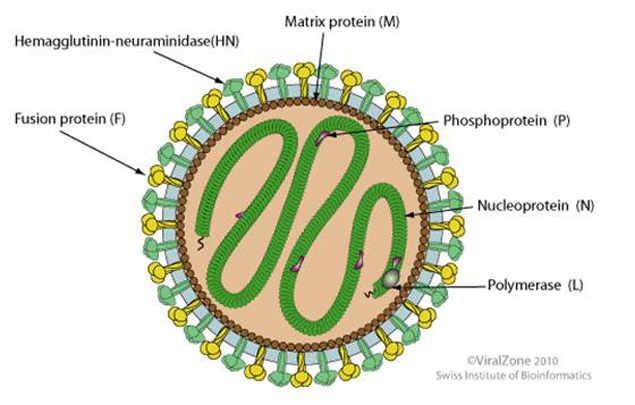 Matrix protein (M)
Hemagglutinin-neuraminidase(HN)
Fusion protein (F)
Phosphoprotein (P)
Nucleoprotein (N)
Polymerase (L)
©ViralZone 2010
Swiss Institute of Bioinformatics